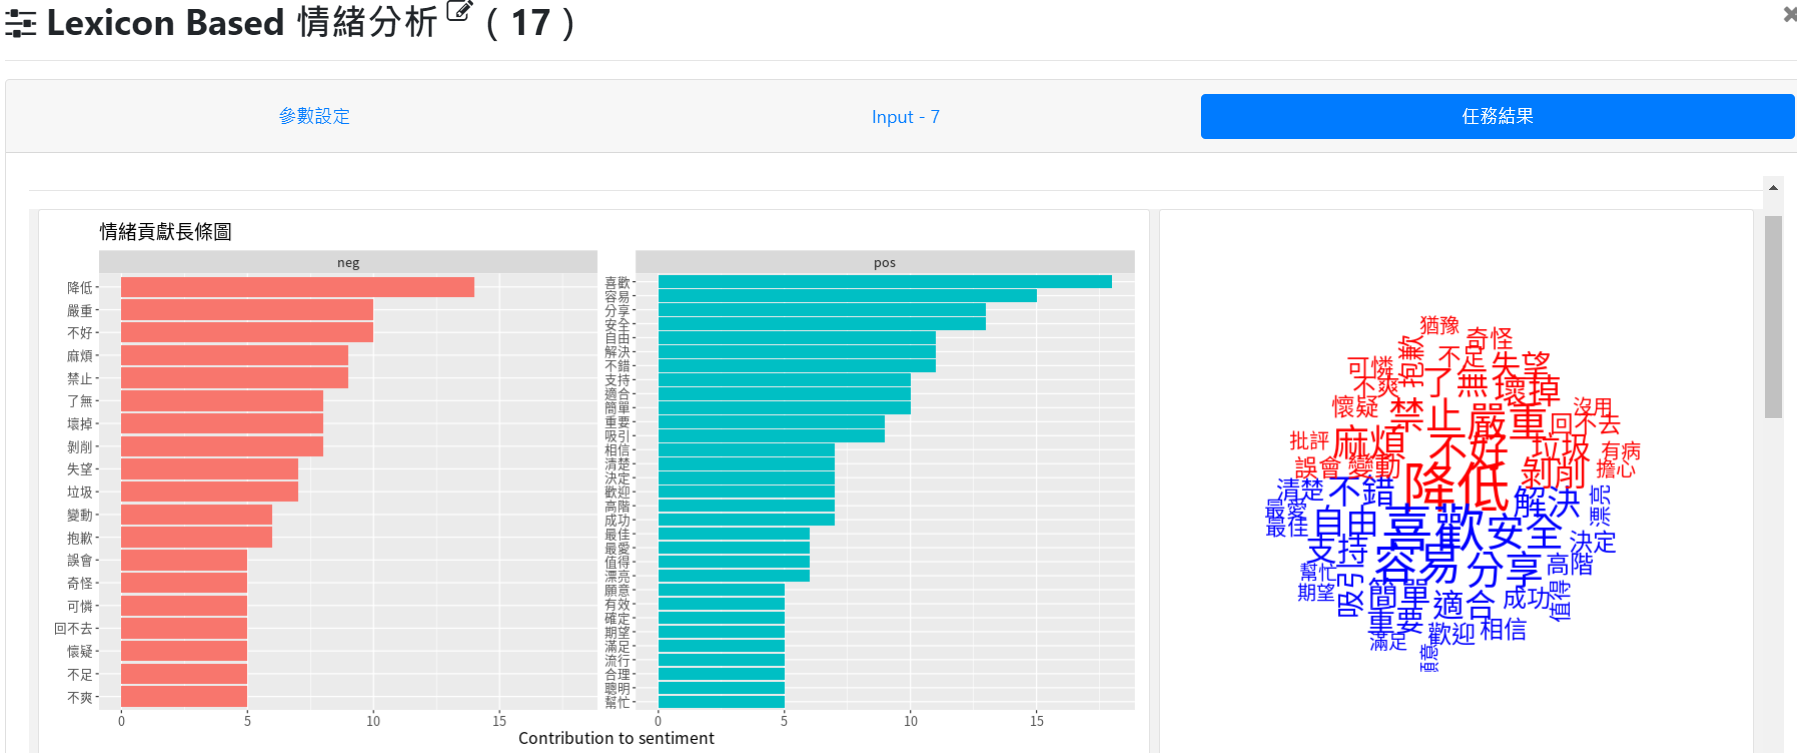 Lexicon Based 情緒分析 ( 17 )
參數設定
Input - 7
任務結果
情緒貢獻長條圖
neg
降低
嚴重
不好
麻煩
禁止
了無
壞掉
剝削
失望
垃圾
變動
抱歉
誤會
奇怪
可憐
回不去
懷疑
不足
不爽
0 5 10 15
pos
喜歡
容易
分享
安全
自由
解決
不錯
支持
適合
簡單
重要
吸引
相信
清楚
決定
歡迎
高階
成功
最佳
最愛
值得
漂亮
願意
有效
確定
期望
滿足
流行
合理
聰明
幫忙
0 5 10 15
Contribution to sentiment
猶豫
奇怪
抱歉
不足
可憐
失望
不爽
了無
壞掉
懷疑
禁止
嚴重
沒用
回不去
批評
麻煩
不好
垃圾
有病
誤會
變動
降低
剝削
擔心
清楚
不錯
解決
漂亮
最愛
最佳
自由
喜歡
安全
支持
決定
容易
分享
高階
幫忙
期望
吸引
簡單
適合
成功
值得
重要
滿足
歡迎
相信
願意